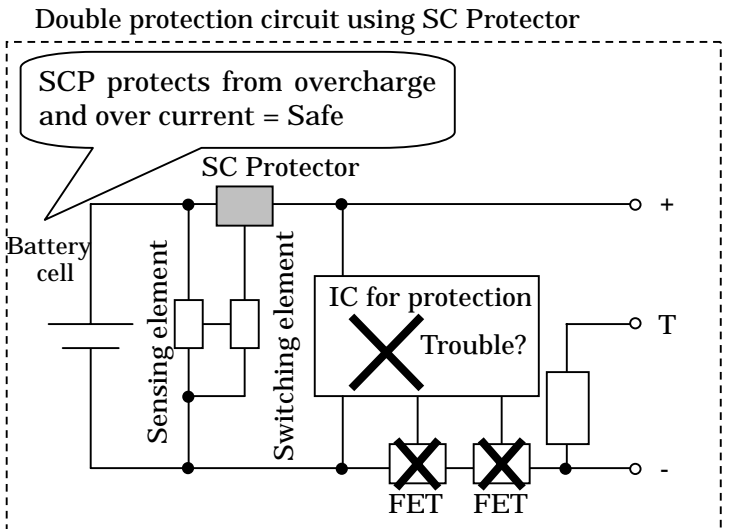 Double protection circuit using SC Protector
SCP protects from overcharge
and over current = Safe
SC Protector
+
Battery
cell
Sensing element
Switching element
IC for protection
Trouble?
T
-
FET
FET